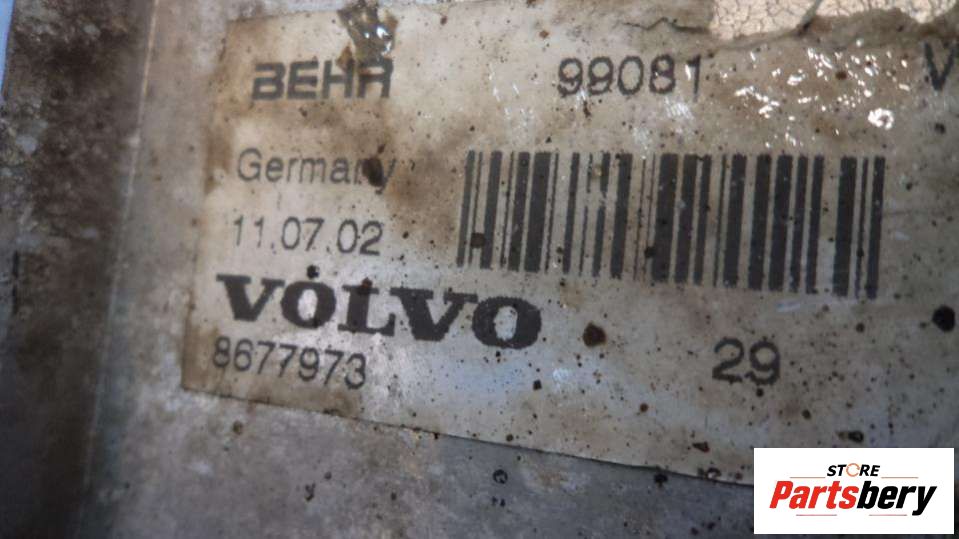 BEHR 99081 V
Germany
11.07.02
VOLVO
8677973 29
STORE
Partsbery